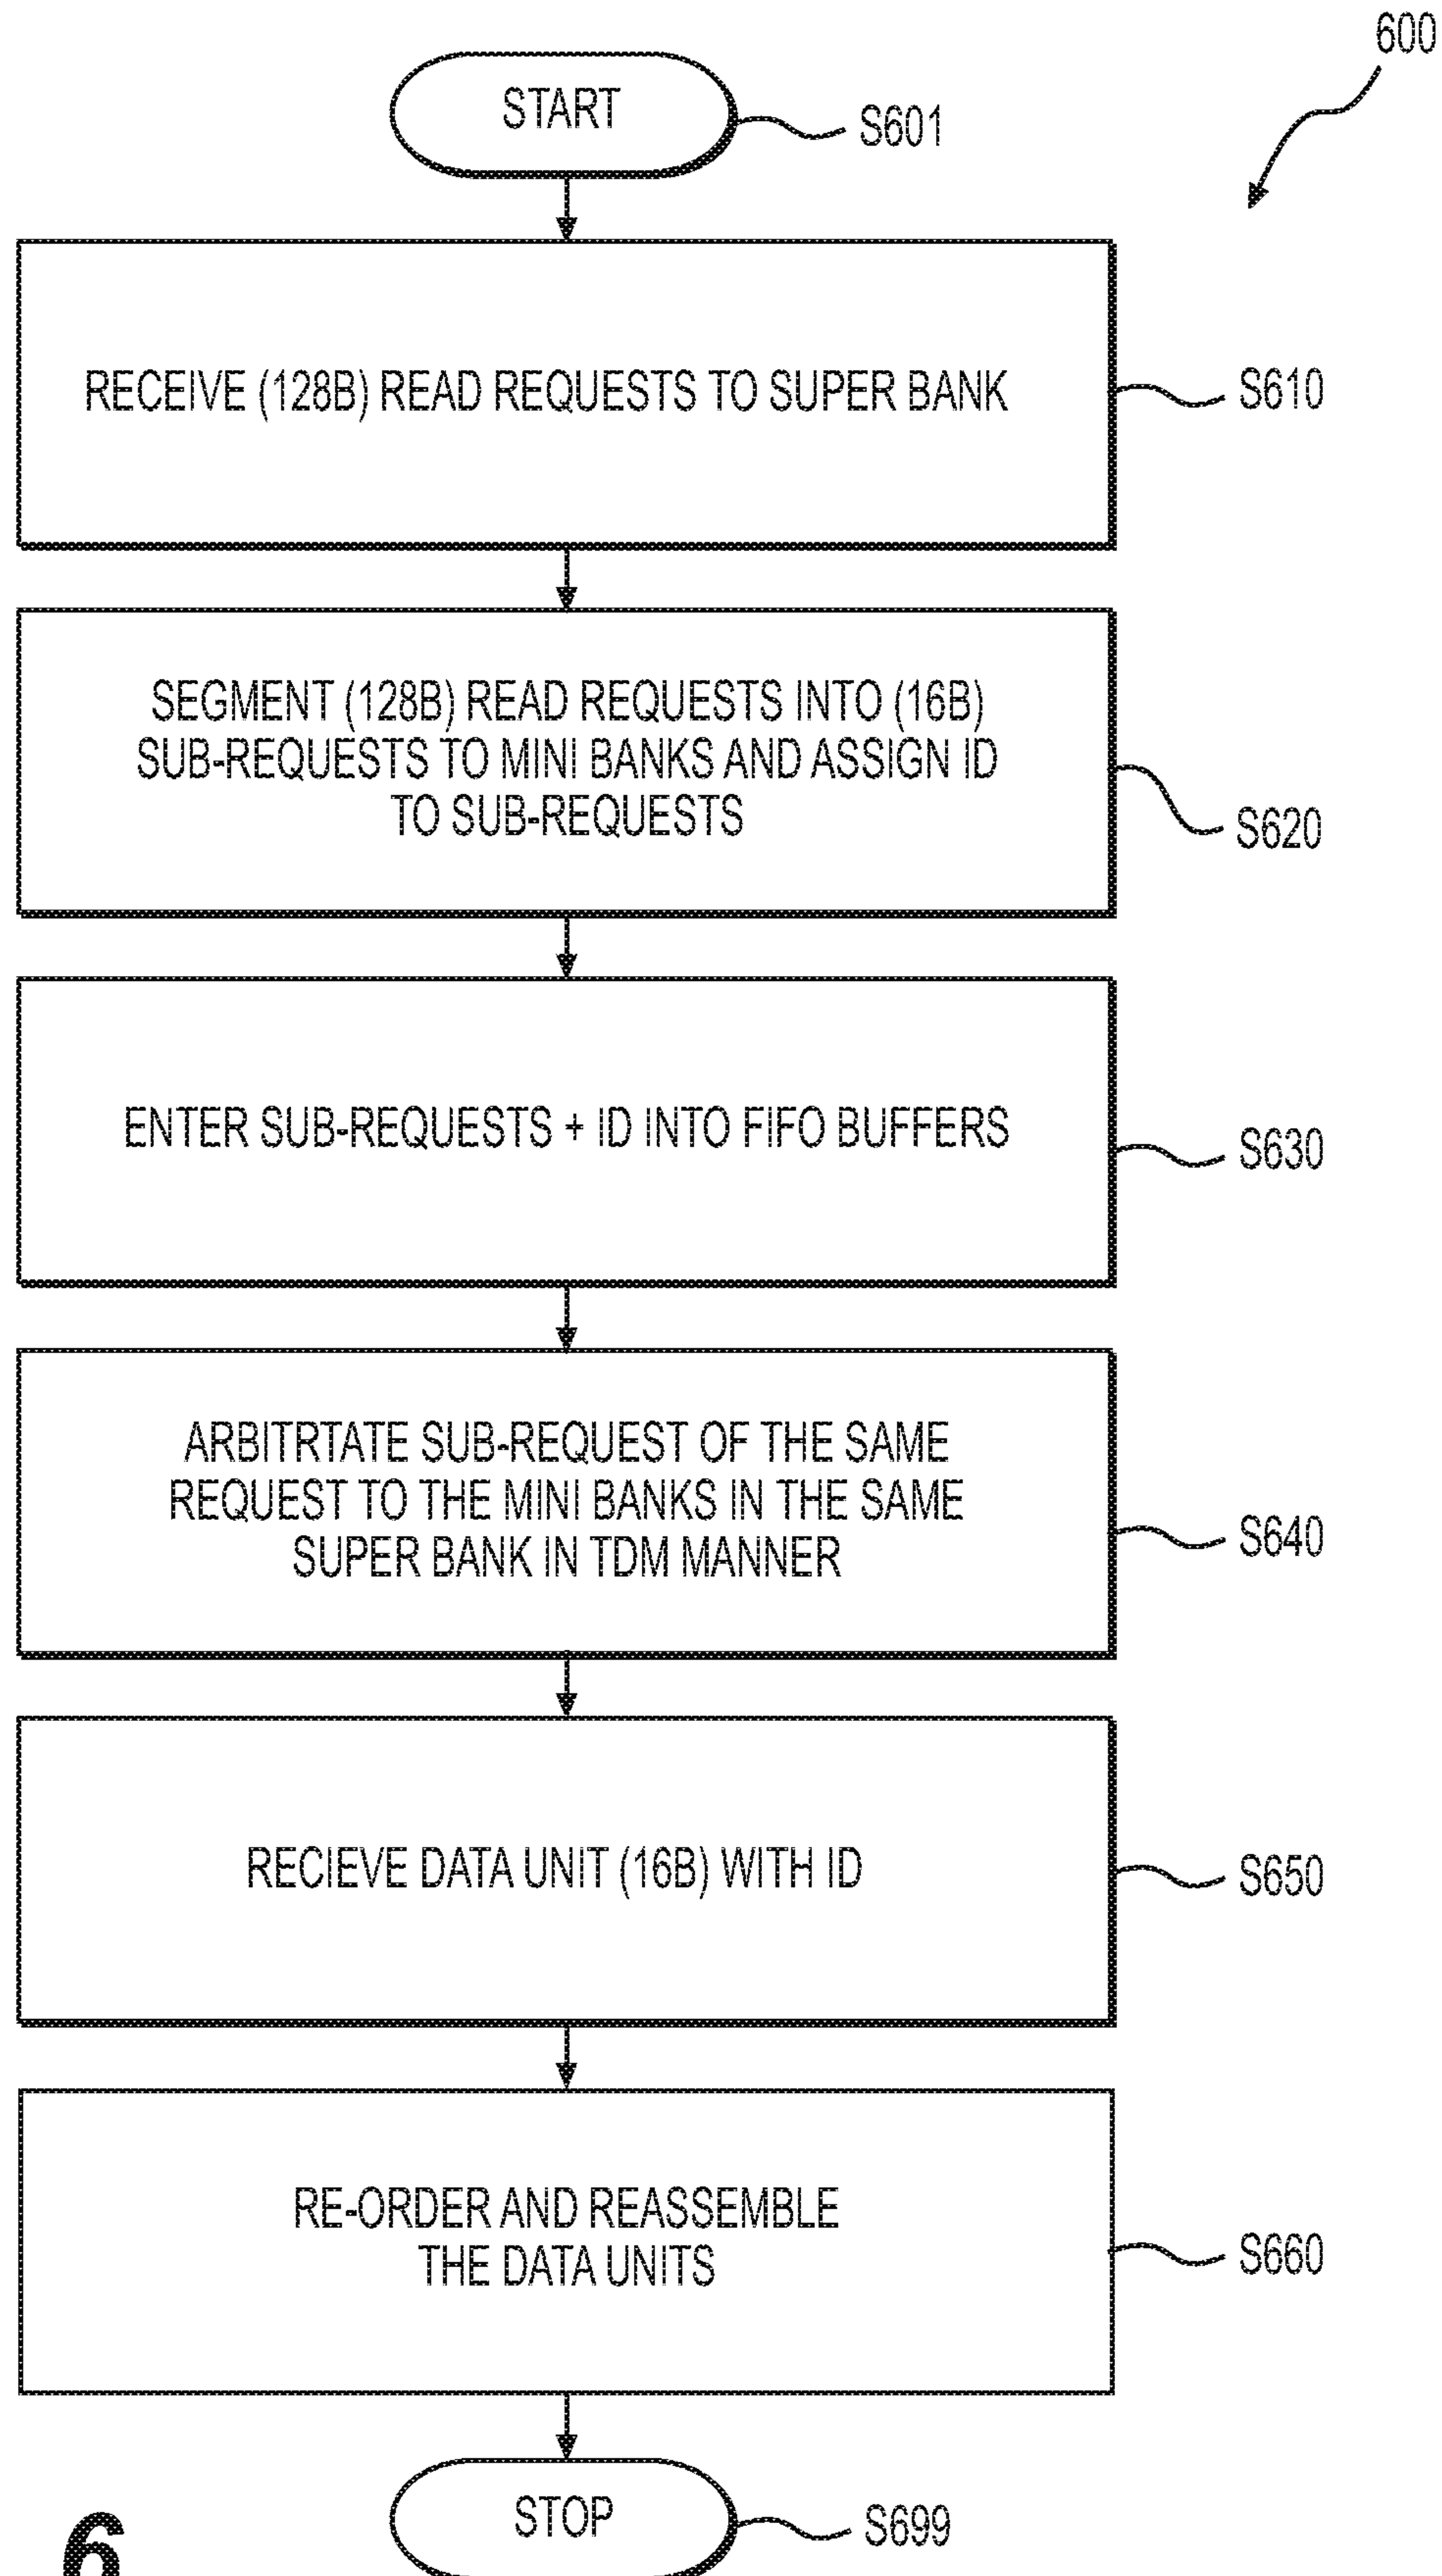 600
START
S601
RECEIVE (128B) READ REQUESTS TO SUPER BANK
S610
SEGMENT (128B) READ REQUESTS INTO (16B)
SUB-REQUESTS TO MINI BANKS AND ASSIGN ID
TO SUB-REQUESTS
S620
ENTER SUB-REQUESTS + ID INTO FIFO BUFFERS
S630
ARBITRTATE SUB-REQUEST OF THE SAME
REQUEST TO THE MINI BANKS IN THE SAME
SUPER BANK IN TDM MANNER
S640
RECIEVE DATA UNIT (16B) WITH ID
S650
RE-ORDER AND REASSEMBLE
THE DATA UNITS
S660
STOP
S699
6